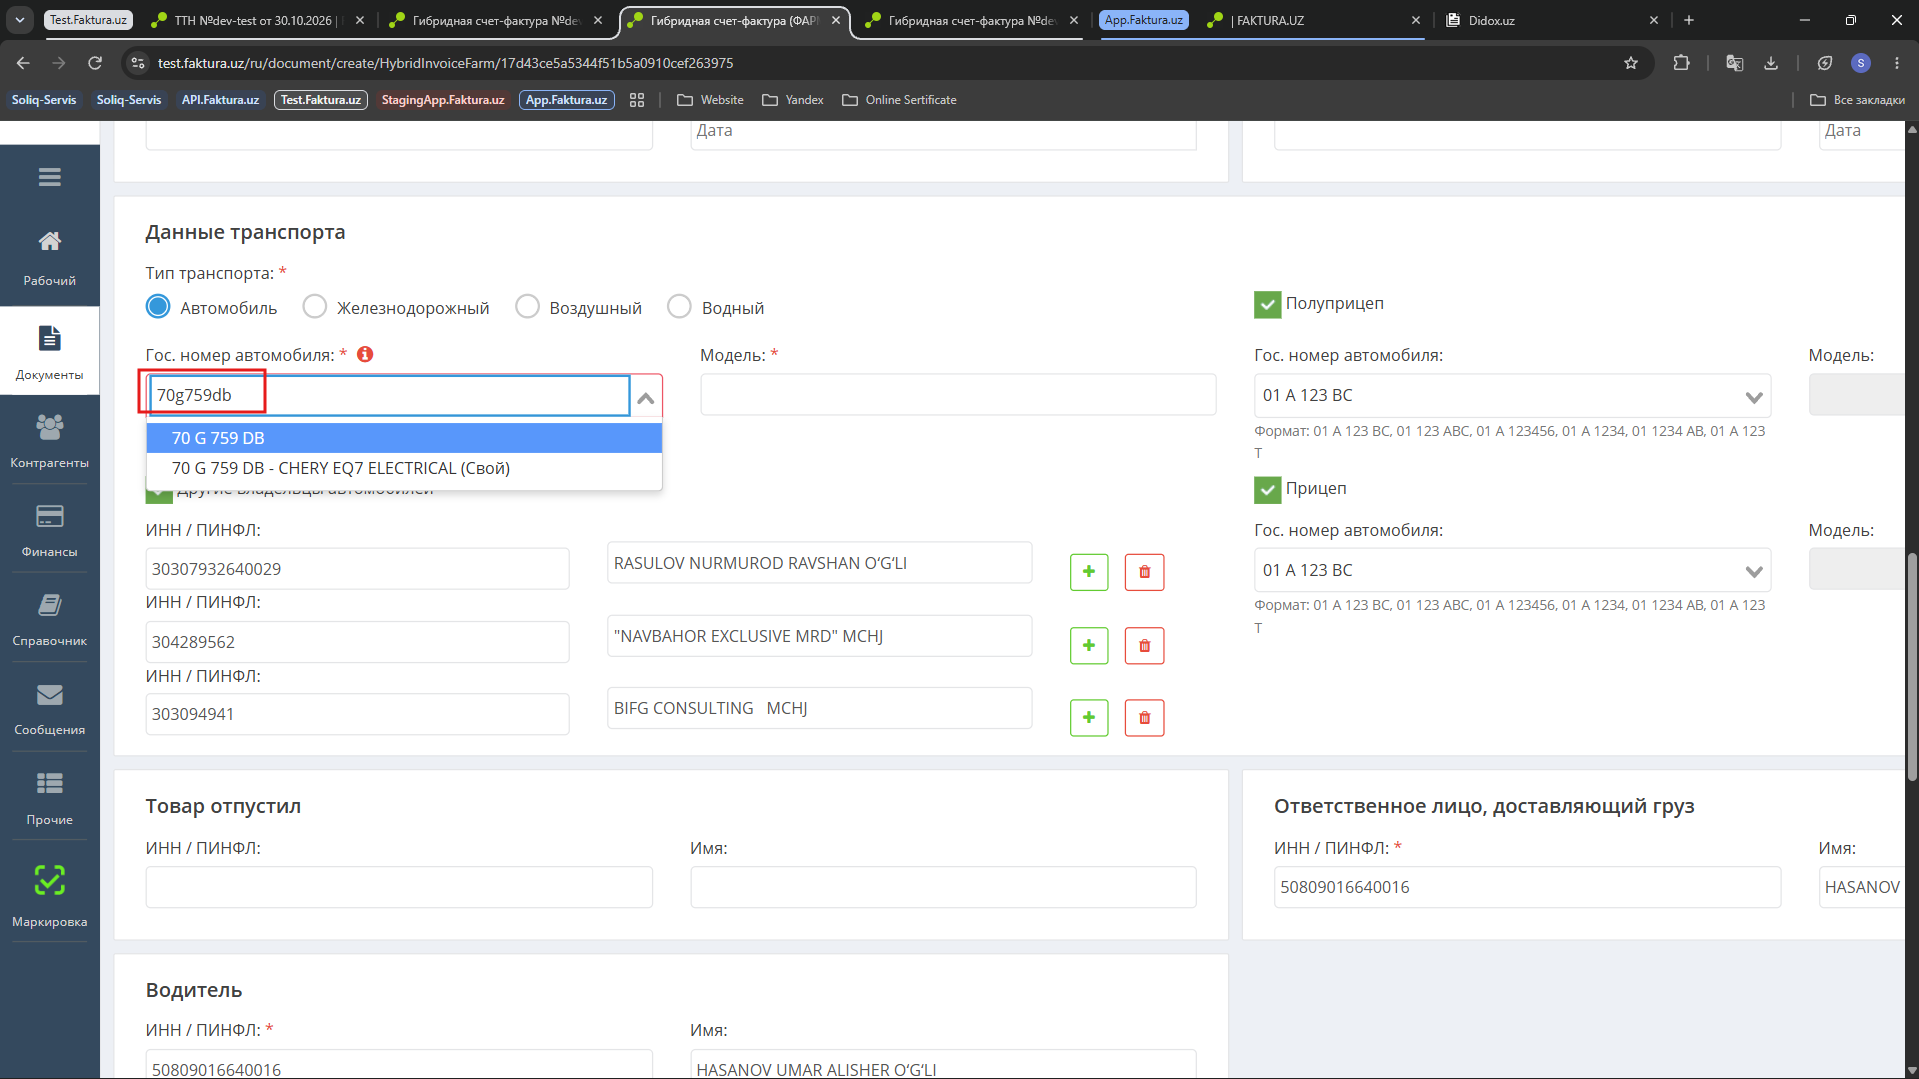 Test.Faktura.uz
ТТН №dev-test от 30.10.2026 |
Гибридная счет-фактура №de
Гибридная счет-фактура (ФАР
Гибридная счет-фактура №de
App.Faktura.uz
| FAKTURA.UZ
Didox.uz
test.faktura.uz/ru/document/create/HybridInvoiceFarm/17d43ce5a5344f51b5a0910cef263975
S
Soliq-Servis
Soliq-Servis
API.Faktura.uz
Test.Faktura.uz
StagingApp.Faktura.uz
App.Faktura.uz
Website
Yandex
Online Sertificate
Все закладки
Рабочий
Документы
Контрагенты
Финансы
Справочник
Сообщения
Прочие
Маркировка
Дата
Дата
Данные транспорта
Тип транспорта: *
Автомобиль
Железнодорожный
Воздушный
Водный
Полуприцеп
Гос. номер автомобиля: *
Модель: *
Гос. номер автомобиля:
Модель:
70g759db
01 A 123 BC
70 G 759 DB
Формат: 01 A 123 BC, 01 123 ABC, 01 A 123456, 01 A 1234, 01 1234 AB, 01 A 123
T
70 G 759 DB - CHERY EQ7 ELECTRICAL (Свой)
Другие владельцы автомобилей
Прицеп
ИНН / ПИНФЛ:
Гос. номер автомобиля:
Модель:
30307932640029
RASULOV NURMUROD RAVSHAN O‘G‘LI
01 A 123 BC
ИНН / ПИНФЛ:
Формат: 01 A 123 BC, 01 123 ABC, 01 A 123456, 01 A 1234, 01 1234 AB, 01 A 123
T
304289562
"NAVBAHOR EXCLUSIVE MRD" MCHJ
ИНН / ПИНФЛ:
303094941
BIFG CONSULTING MCHJ
Товар отпустил
ИНН / ПИНФЛ:
Имя:
Ответственное лицо, доставляющий груз
ИНН / ПИНФЛ: *
Имя:
50809016640016
HASANOV
Водитель
ИНН / ПИНФЛ: *
Имя:
50809016640016
HASANOV UMAR ALISHER O‘G‘LI